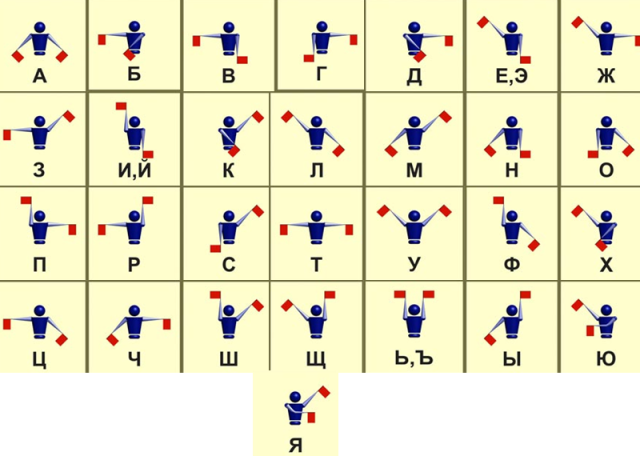 А Б В Г Д Е,Э Ж
З И,Й К Л М Н О
П Р С Т У Ф Х
Ц Ч Ш Щ Ь,Ъ Ы Ю
Я